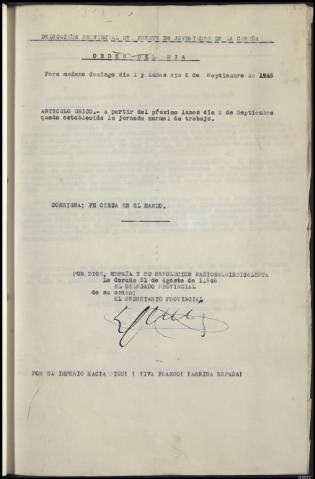 DELEGACIÓN PROVINCIAL DEL FRENTE DE JUVENTUDES DE LA CORUÑA
ORDEN DEL DIA
Para mañana domingo dia 1 y lunes dia 2 de Septiembre de 1946
ARTICULO UNICO.- A partir del próximo lunes dia 2 de Septiembre
queda establecida la jornada normal de trabajo.
CONSIGNA: FE CIEGA EN EL MANDO.
POR DIOS, ESPAÑA Y SU REVOLUCION NACIONALSINDICALISTA
La Coruña 31 de Agosto de 1.946
EL DELEGADO PROVINCIAL
de su orden:
EL SECRETARIO PROVINCIAL
POR EL IMPERIO HACIA DIOS! ! VIVA FRANCO! ¡ARRIBA ESPAÑA!